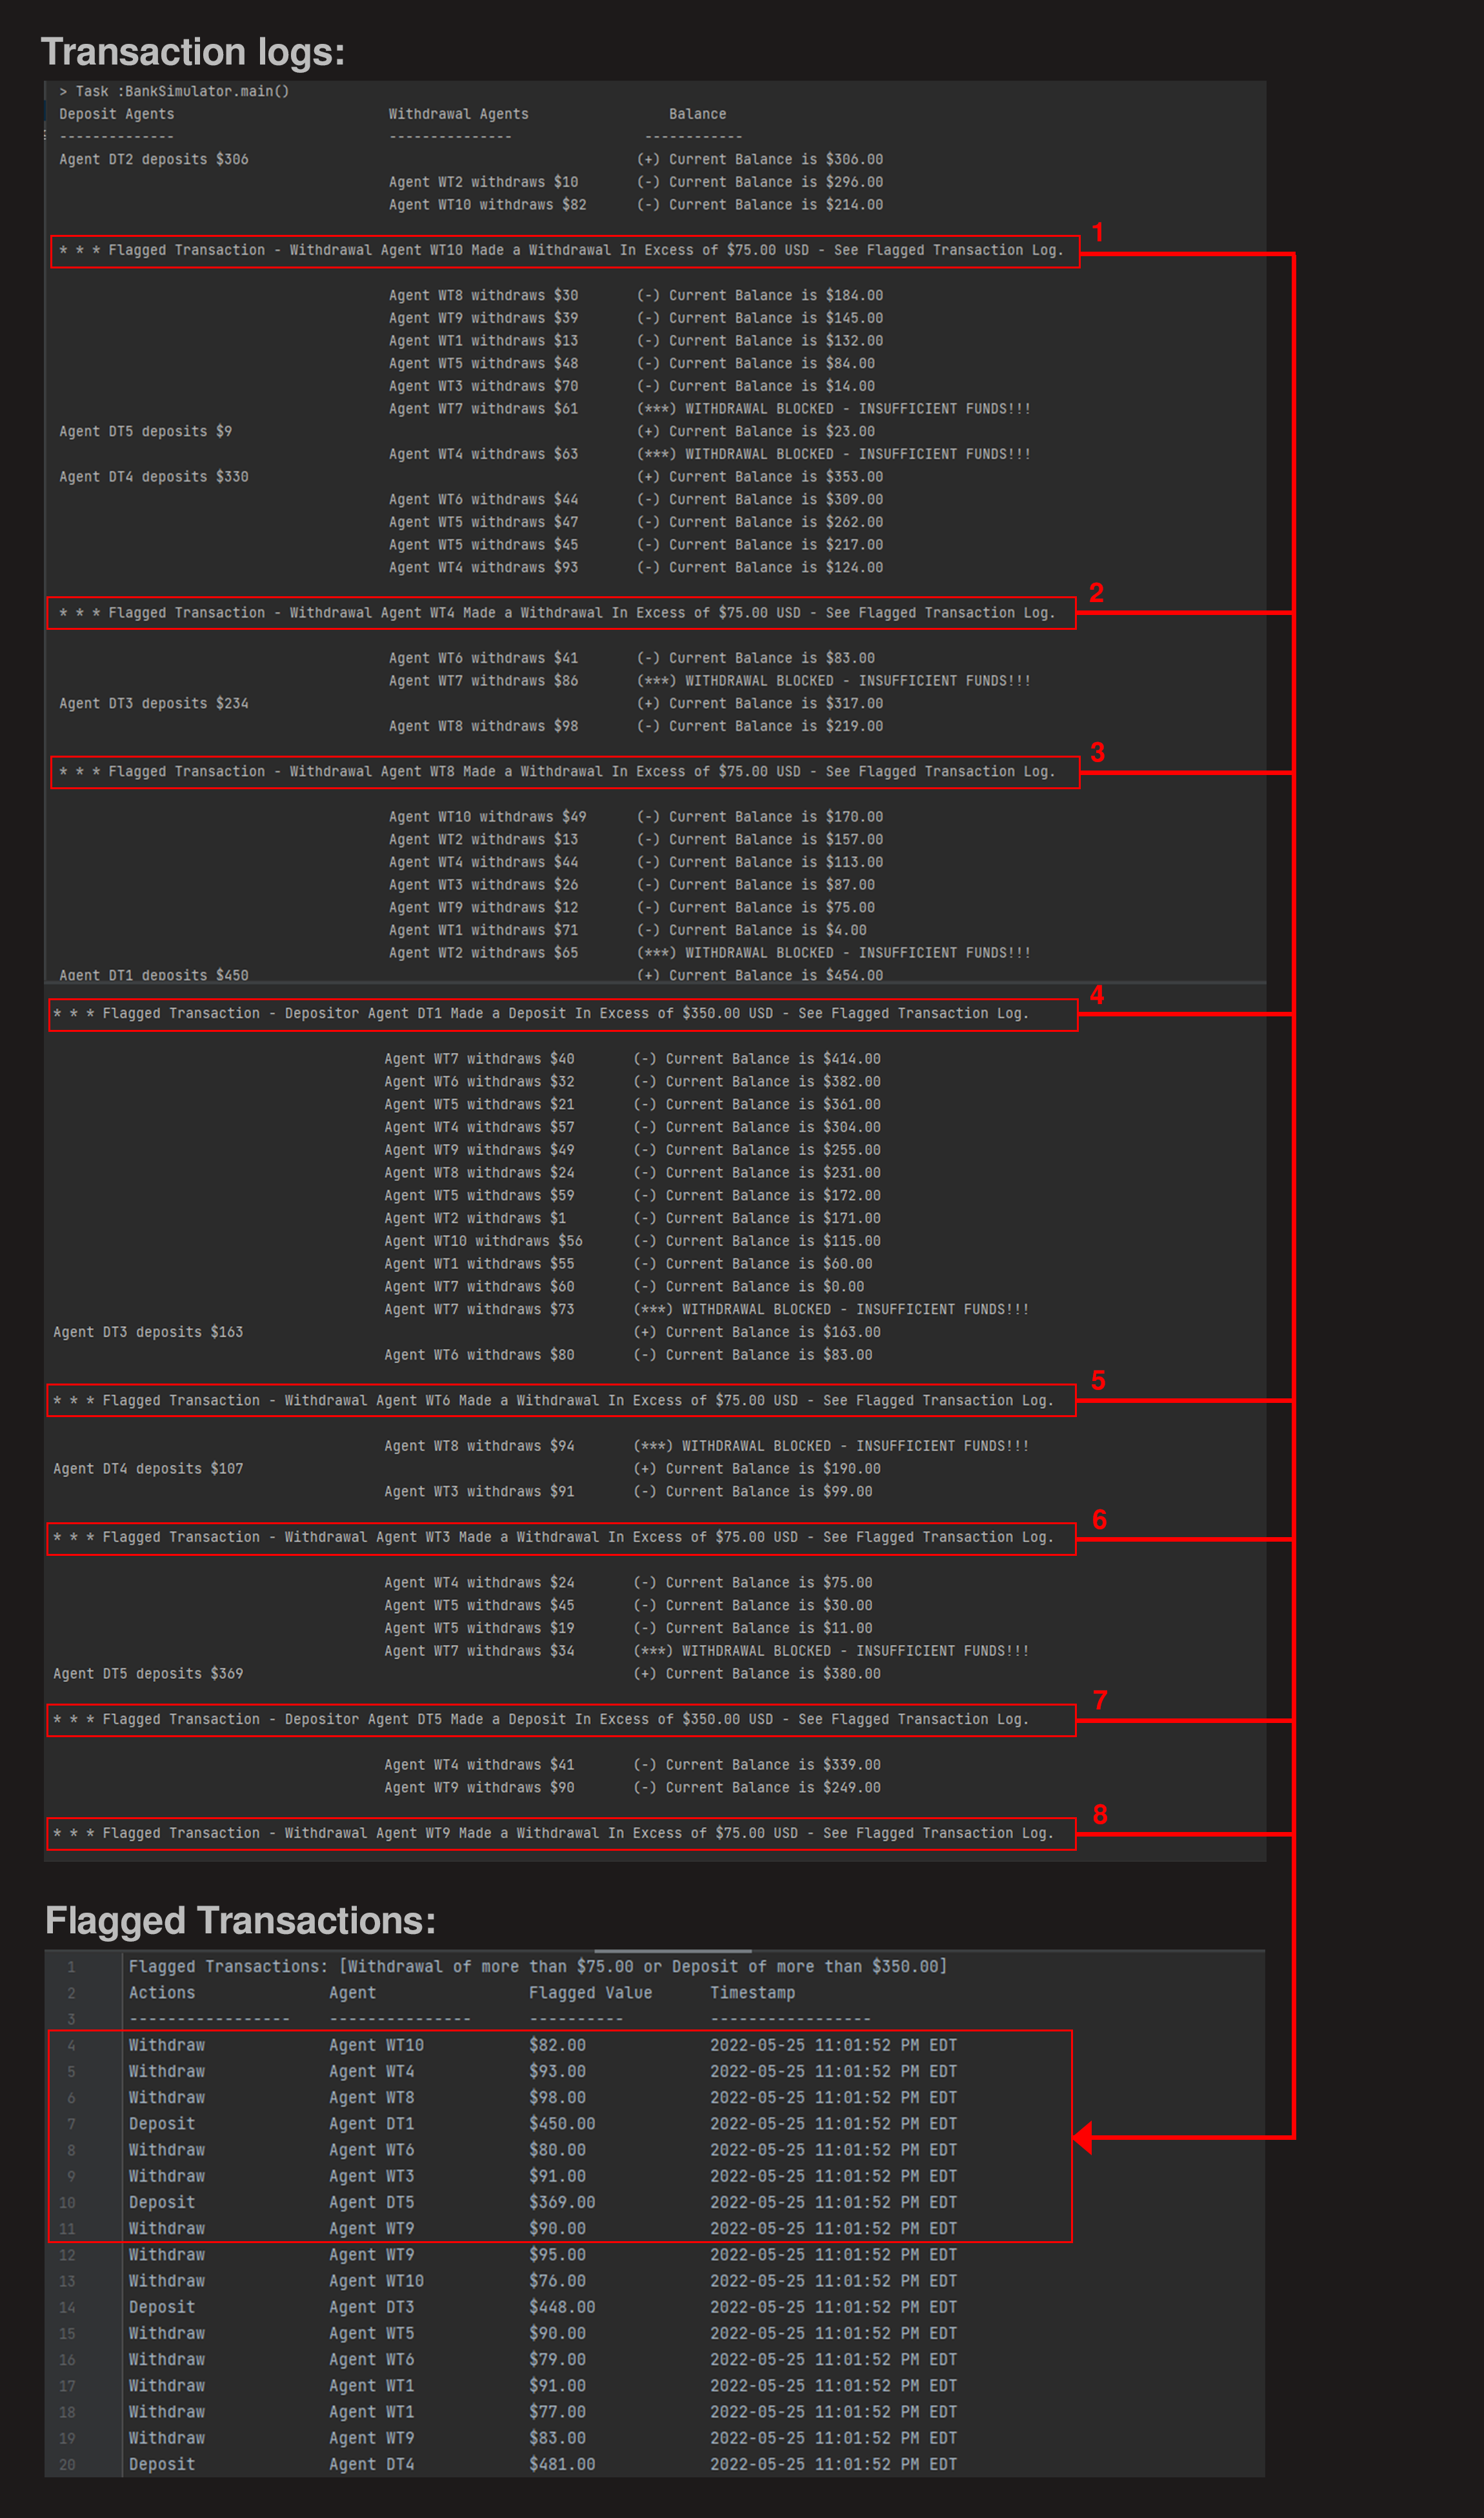 Transaction logs:
> Task :BankSimulator.main()
Deposit Agents Withdrawal Agents Balance
-------------- --------------- ------------
Agent DT2 deposits $306 (+) Current Balance is $306.00
Agent WT2 withdraws $10 (-) Current Balance is $296.00
Agent WT10 withdraws $82 (-) Current Balance is $214.00
1
* * * Flagged Transaction - Withdrawal Agent WT10 Made a Withdrawal In Excess of $75.00 USD - See Flagged Transaction Log.
Agent WT8 withdraws $30 (-) Current Balance is $184.00
Agent WT9 withdraws $39 (-) Current Balance is $145.00
Agent WT1 withdraws $13 (-) Current Balance is $132.00
Agent WT5 withdraws $48 (-) Current Balance is $84.00
Agent WT3 withdraws $70 (-) Current Balance is $14.00
Agent WT7 withdraws $61 (***) WITHDRAWAL BLOCKED - INSUFFICIENT FUNDS!!!
Agent DT5 deposits $9 (+) Current Balance is $23.00
Agent WT4 withdraws $63 (***) WITHDRAWAL BLOCKED - INSUFFICIENT FUNDS!!!
Agent DT4 deposits $330 (+) Current Balance is $353.00
Agent WT6 withdraws $44 (-) Current Balance is $309.00
Agent WT5 withdraws $47 (-) Current Balance is $262.00
Agent WT5 withdraws $45 (-) Current Balance is $217.00
Agent WT4 withdraws $93 (-) Current Balance is $124.00
2
* * * Flagged Transaction - Withdrawal Agent WT4 Made a Withdrawal In Excess of $75.00 USD - See Flagged Transaction Log.
Agent WT6 withdraws $41 (-) Current Balance is $83.00
Agent WT7 withdraws $86 (***) WITHDRAWAL BLOCKED - INSUFFICIENT FUNDS!!!
Agent DT3 deposits $234 (+) Current Balance is $317.00
Agent WT8 withdraws $98 (-) Current Balance is $219.00
3
* * * Flagged Transaction - Withdrawal Agent WT8 Made a Withdrawal In Excess of $75.00 USD - See Flagged Transaction Log.
Agent WT10 withdraws $49 (-) Current Balance is $170.00
Agent WT2 withdraws $13 (-) Current Balance is $157.00
Agent WT4 withdraws $44 (-) Current Balance is $113.00
Agent WT3 withdraws $26 (-) Current Balance is $87.00
Agent WT9 withdraws $12 (-) Current Balance is $75.00
Agent WT1 withdraws $71 (-) Current Balance is $4.00
Agent WT2 withdraws $65 (***) WITHDRAWAL BLOCKED - INSUFFICIENT FUNDS!!!
Agent DT1 deposits $450 (+) Current Balance is $454.00
4
* * * Flagged Transaction - Depositor Agent DT1 Made a Deposit In Excess of $350.00 USD - See Flagged Transaction Log.
Agent WT7 withdraws $40 (-) Current Balance is $414.00
Agent WT6 withdraws $32 (-) Current Balance is $382.00
Agent WT5 withdraws $21 (-) Current Balance is $361.00
Agent WT4 withdraws $57 (-) Current Balance is $304.00
Agent WT9 withdraws $49 (-) Current Balance is $255.00
Agent WT8 withdraws $24 (-) Current Balance is $231.00
Agent WT5 withdraws $59 (-) Current Balance is $172.00
Agent WT2 withdraws $1 (-) Current Balance is $171.00
Agent WT10 withdraws $56 (-) Current Balance is $115.00
Agent WT1 withdraws $55 (-) Current Balance is $60.00
Agent WT7 withdraws $60 (-) Current Balance is $0.00
Agent WT7 withdraws $73 (***) WITHDRAWAL BLOCKED - INSUFFICIENT FUNDS!!!
Agent DT3 deposits $163 (+) Current Balance is $163.00
Agent WT6 withdraws $80 (-) Current Balance is $83.00
5
* * * Flagged Transaction - Withdrawal Agent WT6 Made a Withdrawal In Excess of $75.00 USD - See Flagged Transaction Log.
Agent WT8 withdraws $94 (***) WITHDRAWAL BLOCKED - INSUFFICIENT FUNDS!!!
Agent DT4 deposits $107 (+) Current Balance is $190.00
Agent WT3 withdraws $91 (-) Current Balance is $99.00
6
* * * Flagged Transaction - Withdrawal Agent WT3 Made a Withdrawal In Excess of $75.00 USD - See Flagged Transaction Log.
Agent WT4 withdraws $24 (-) Current Balance is $75.00
Agent WT5 withdraws $45 (-) Current Balance is $30.00
Agent WT5 withdraws $19 (-) Current Balance is $11.00
Agent WT7 withdraws $34 (***) WITHDRAWAL BLOCKED - INSUFFICIENT FUNDS!!!
Agent DT5 deposits $369 (+) Current Balance is $380.00
7
* * * Flagged Transaction - Depositor Agent DT5 Made a Deposit In Excess of $350.00 USD - See Flagged Transaction Log.
Agent WT4 withdraws $41 (-) Current Balance is $339.00
Agent WT9 withdraws $90 (-) Current Balance is $249.00
8
* * * Flagged Transaction - Withdrawal Agent WT9 Made a Withdrawal In Excess of $75.00 USD - See Flagged Transaction Log.
Flagged Transactions:
1 Flagged Transactions: [Withdrawal of more than $75.00 or Deposit of more than $350.00]
2 Actions Agent Flagged Value Timestamp
3 ----------------- --------------- ---------- -----------------
4 Withdraw Agent WT10 $82.00 2022-05-25 11:01:52 PM EDT
5 Withdraw Agent WT4 $93.00 2022-05-25 11:01:52 PM EDT
6 Withdraw Agent WT8 $98.00 2022-05-25 11:01:52 PM EDT
7 Deposit Agent DT1 $450.00 2022-05-25 11:01:52 PM EDT
8 Withdraw Agent WT6 $80.00 2022-05-25 11:01:52 PM EDT
9 Withdraw Agent WT3 $91.00 2022-05-25 11:01:52 PM EDT
10 Deposit Agent DT5 $369.00 2022-05-25 11:01:52 PM EDT
11 Withdraw Agent WT9 $90.00 2022-05-25 11:01:52 PM EDT
12 Withdraw Agent WT9 $95.00 2022-05-25 11:01:52 PM EDT
13 Withdraw Agent WT10 $76.00 2022-05-25 11:01:52 PM EDT
14 Deposit Agent DT3 $448.00 2022-05-25 11:01:52 PM EDT
15 Withdraw Agent WT5 $90.00 2022-05-25 11:01:52 PM EDT
16 Withdraw Agent WT6 $79.00 2022-05-25 11:01:52 PM EDT
17 Withdraw Agent WT1 $91.00 2022-05-25 11:01:52 PM EDT
18 Withdraw Agent WT1 $77.00 2022-05-25 11:01:52 PM EDT
19 Withdraw Agent WT9 $83.00 2022-05-25 11:01:52 PM EDT
20 Deposit Agent DT4 $481.00 2022-05-25 11:01:52 PM EDT